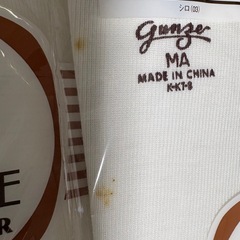 シロ(03)
gunze
MA
MADE IN CHINA
K-KT-8
E
R